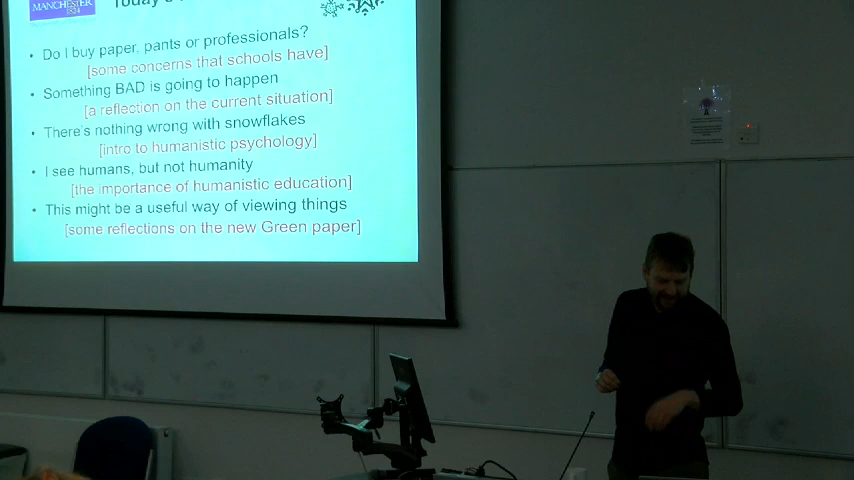 MANCHESTER
1824
Today's
• Do I buy paper, pants or professionals?
[some concerns that schools have]
• Something BAD is going to happen
[a reflection on the current situation]
• There's nothing wrong with snowflakes
[intro to humanistic psychology]
• I see humans, but not humanity
[the importance of humanistic education]
• This might be a useful way of viewing things
[some reflections on the new Green paper]